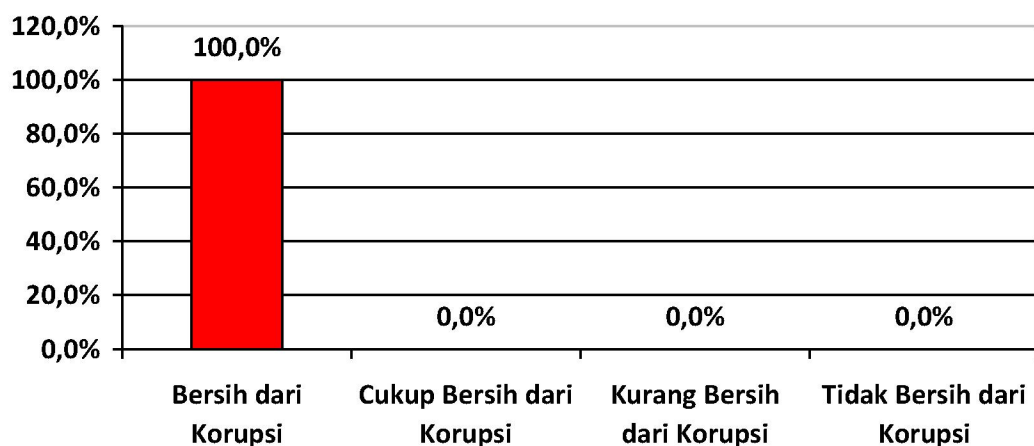 120,0%
100,0%
100,0%
80,0%
60,0%
40,0%
20,0%
0,0%
0,0%
0,0%
0,0%
Bersih dari
Korupsi
Cukup Bersih dari
Korupsi
Kurang Bersih
dari Korupsi
Tidak Bersih dari
Korupsi